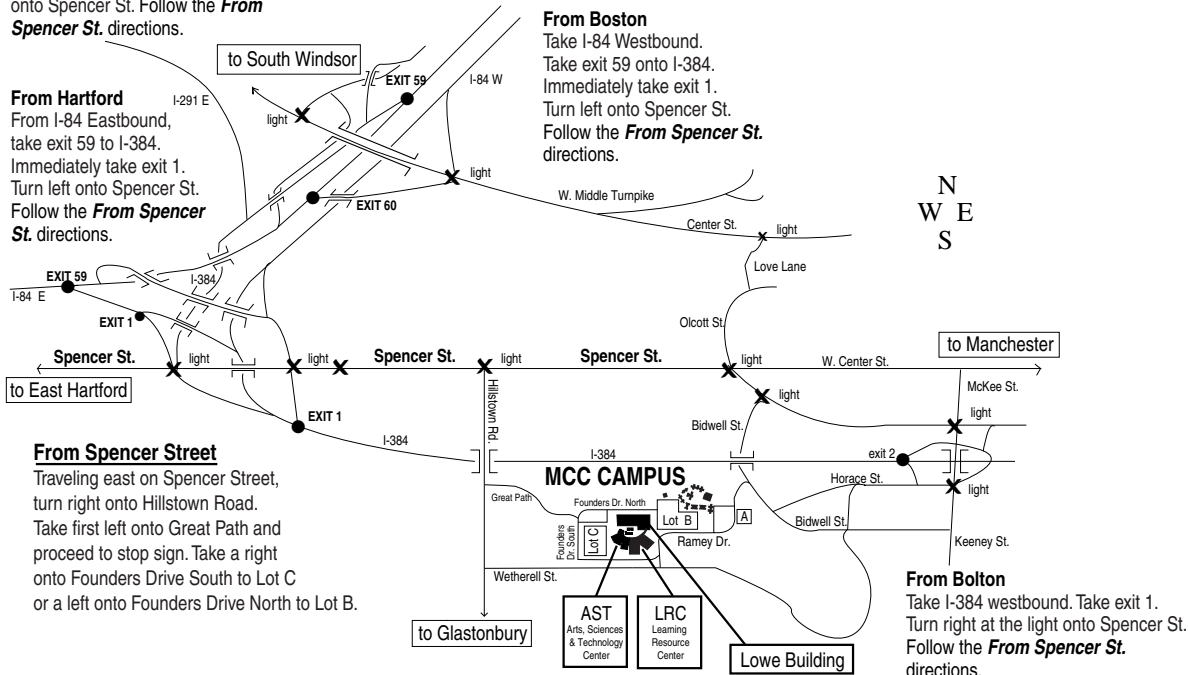 onto Spencer St. Follow the From
Spencer St. directions.
From Hartford
From I-84 Eastbound,
take exit 59 to I-384.
Immediately take exit 1.
Turn left onto Spencer St.
Follow the From Spencer
St. directions.
to South Windsor
I-291 E
light
EXIT 59
I-84 W
light
EXIT 60
From Boston
Take I-84 Westbound.
Take exit 59 onto I-384.
Immediately take exit 1.
Turn left onto Spencer St.
Follow the From Spencer St.
directions.
W. Middle Turnpike
Center St.
light
Love Lane
Olcott St.
N
W E
S
EXIT 59
I-84 E
I-384
EXIT 1
Spencer St.
light
light
Spencer St.
light
Spencer St.
light
W. Center St.
to Manchester
to East Hartford
McKee St.
light
light
Hillstown Rd.
Bidwell St.
EXIT 1
I-384
I-384
exit 2
Horace St.
light
From Spencer Street
Traveling east on Spencer Street,
turn right onto Hillstown Road.
Take first left onto Great Path and
proceed to stop sign. Take a right
onto Founders Drive South to Lot C
or a left onto Founders Drive North to Lot B.
MCC CAMPUS
Great Path
Founders Dr. North
Founders
Dr. South
Lot C
Lot B
A
Ramey Dr.
Bidwell St.
Keeney St.
Wetherell St.
to Glastonbury
AST
Arts, Sciences
& Technology
Center
LRC
Learning
Resource
Center
Lowe Building
From Bolton
Take I-384 westbound. Take exit 1.
Turn right at the light onto Spencer St.
Follow the From Spencer St.
directions.